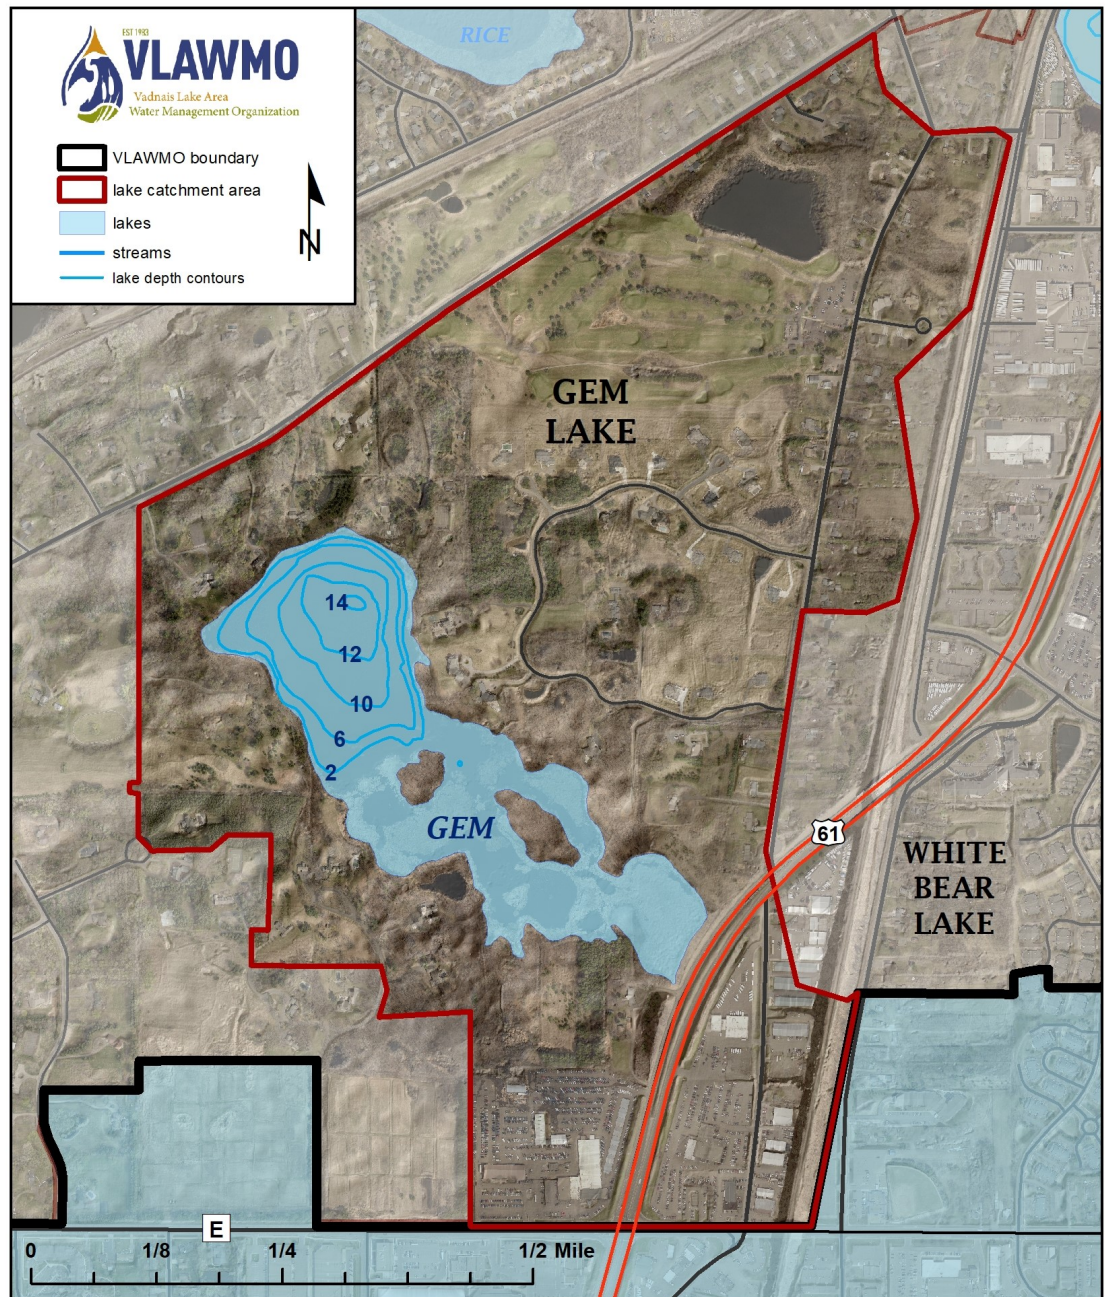 EST 1983
VLAWMO
Vadnais Lake Area
Water Management Organization
VLAWMO boundary
lake catchment area
lakes
streams
lake depth contours
N
RICE
GEM
LAKE
14
12
10
6
2
GEM
61
WHITE
BEAR
LAKE
E
0 1/8 1/4 1/2 Mile